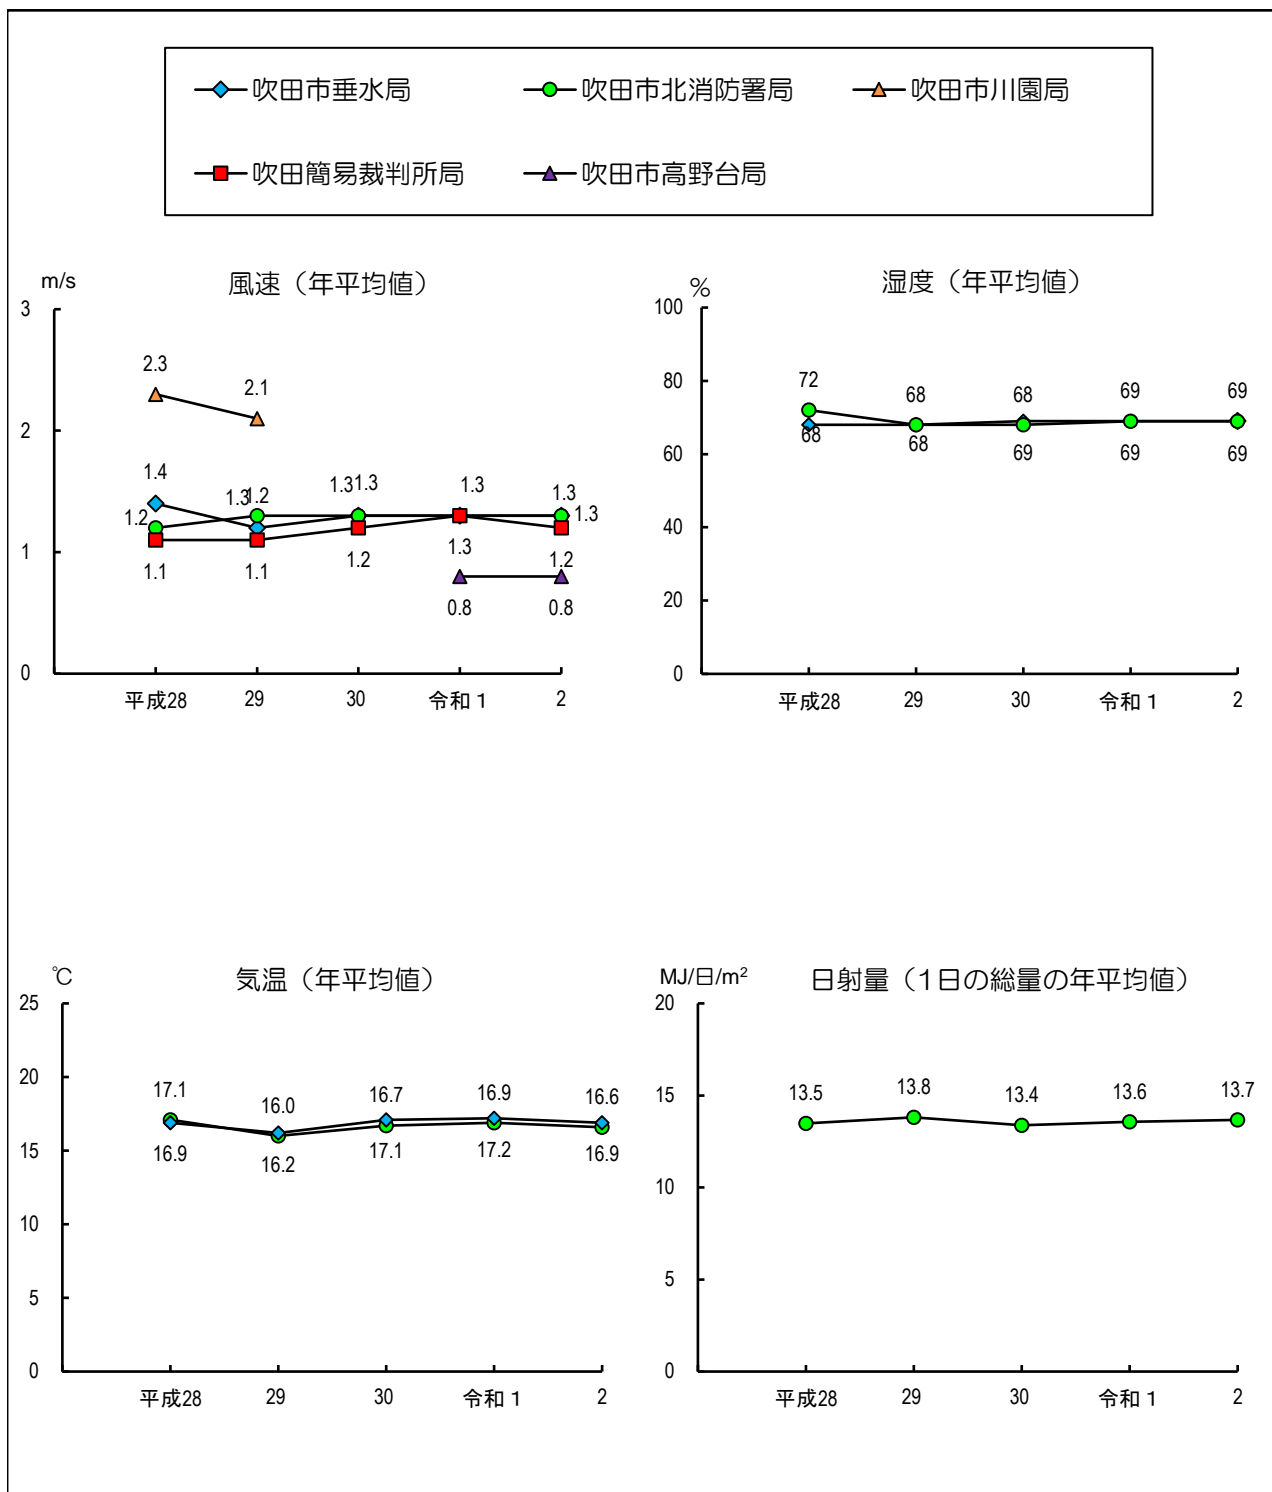 吹田市垂水局 吹田市北消防署局 吹田市川園局
吹田簡易裁判所局 吹田市高野台局
m/s
風速（年平均値）
3
2
1
0
2.3 2.1
1.4 1.3 1.2 1.3 1.3 1.3 1.3
1.2 1.3
1.1 1.1 1.2 1.3 1.2
0.8 0.8
平成28 29 30 令和１ 2
%
湿度（年平均値）
100
80
60
40
20
0
72 68 68 69 69
68 68 69 69 69
平成28 29 30 令和１ 2
℃
気温（年平均値）
25
20
15
10
5
0
17.1 16.0 16.7 16.9 16.6
16.9 16.2 17.1 17.2 16.9
平成28 29 30 令和１ 2
MJ/日/m²
日射量（1日の総量の年平均値）
20
15
10
5
0
13.5 13.8 13.4 13.6 13.7
平成28 29 30 令和１ 2